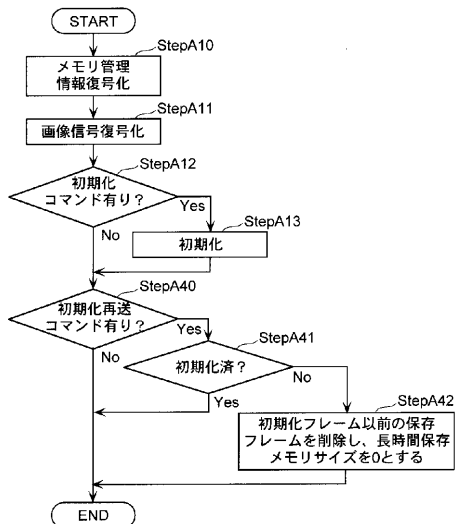 START
StepA10
メモリ管理
情報復号化
StepA11
画像信号復号化
StepA12
初期化
コマンド有り？
Yes
StepA13
No
初期化
StepA40
初期化再送
コマンド有り？
Yes
StepA41
No
初期化済？
No
Yes
StepA42
初期化フレーム以前の保存
フレームを削除し、長時間保存
メモリサイズを0とする
END